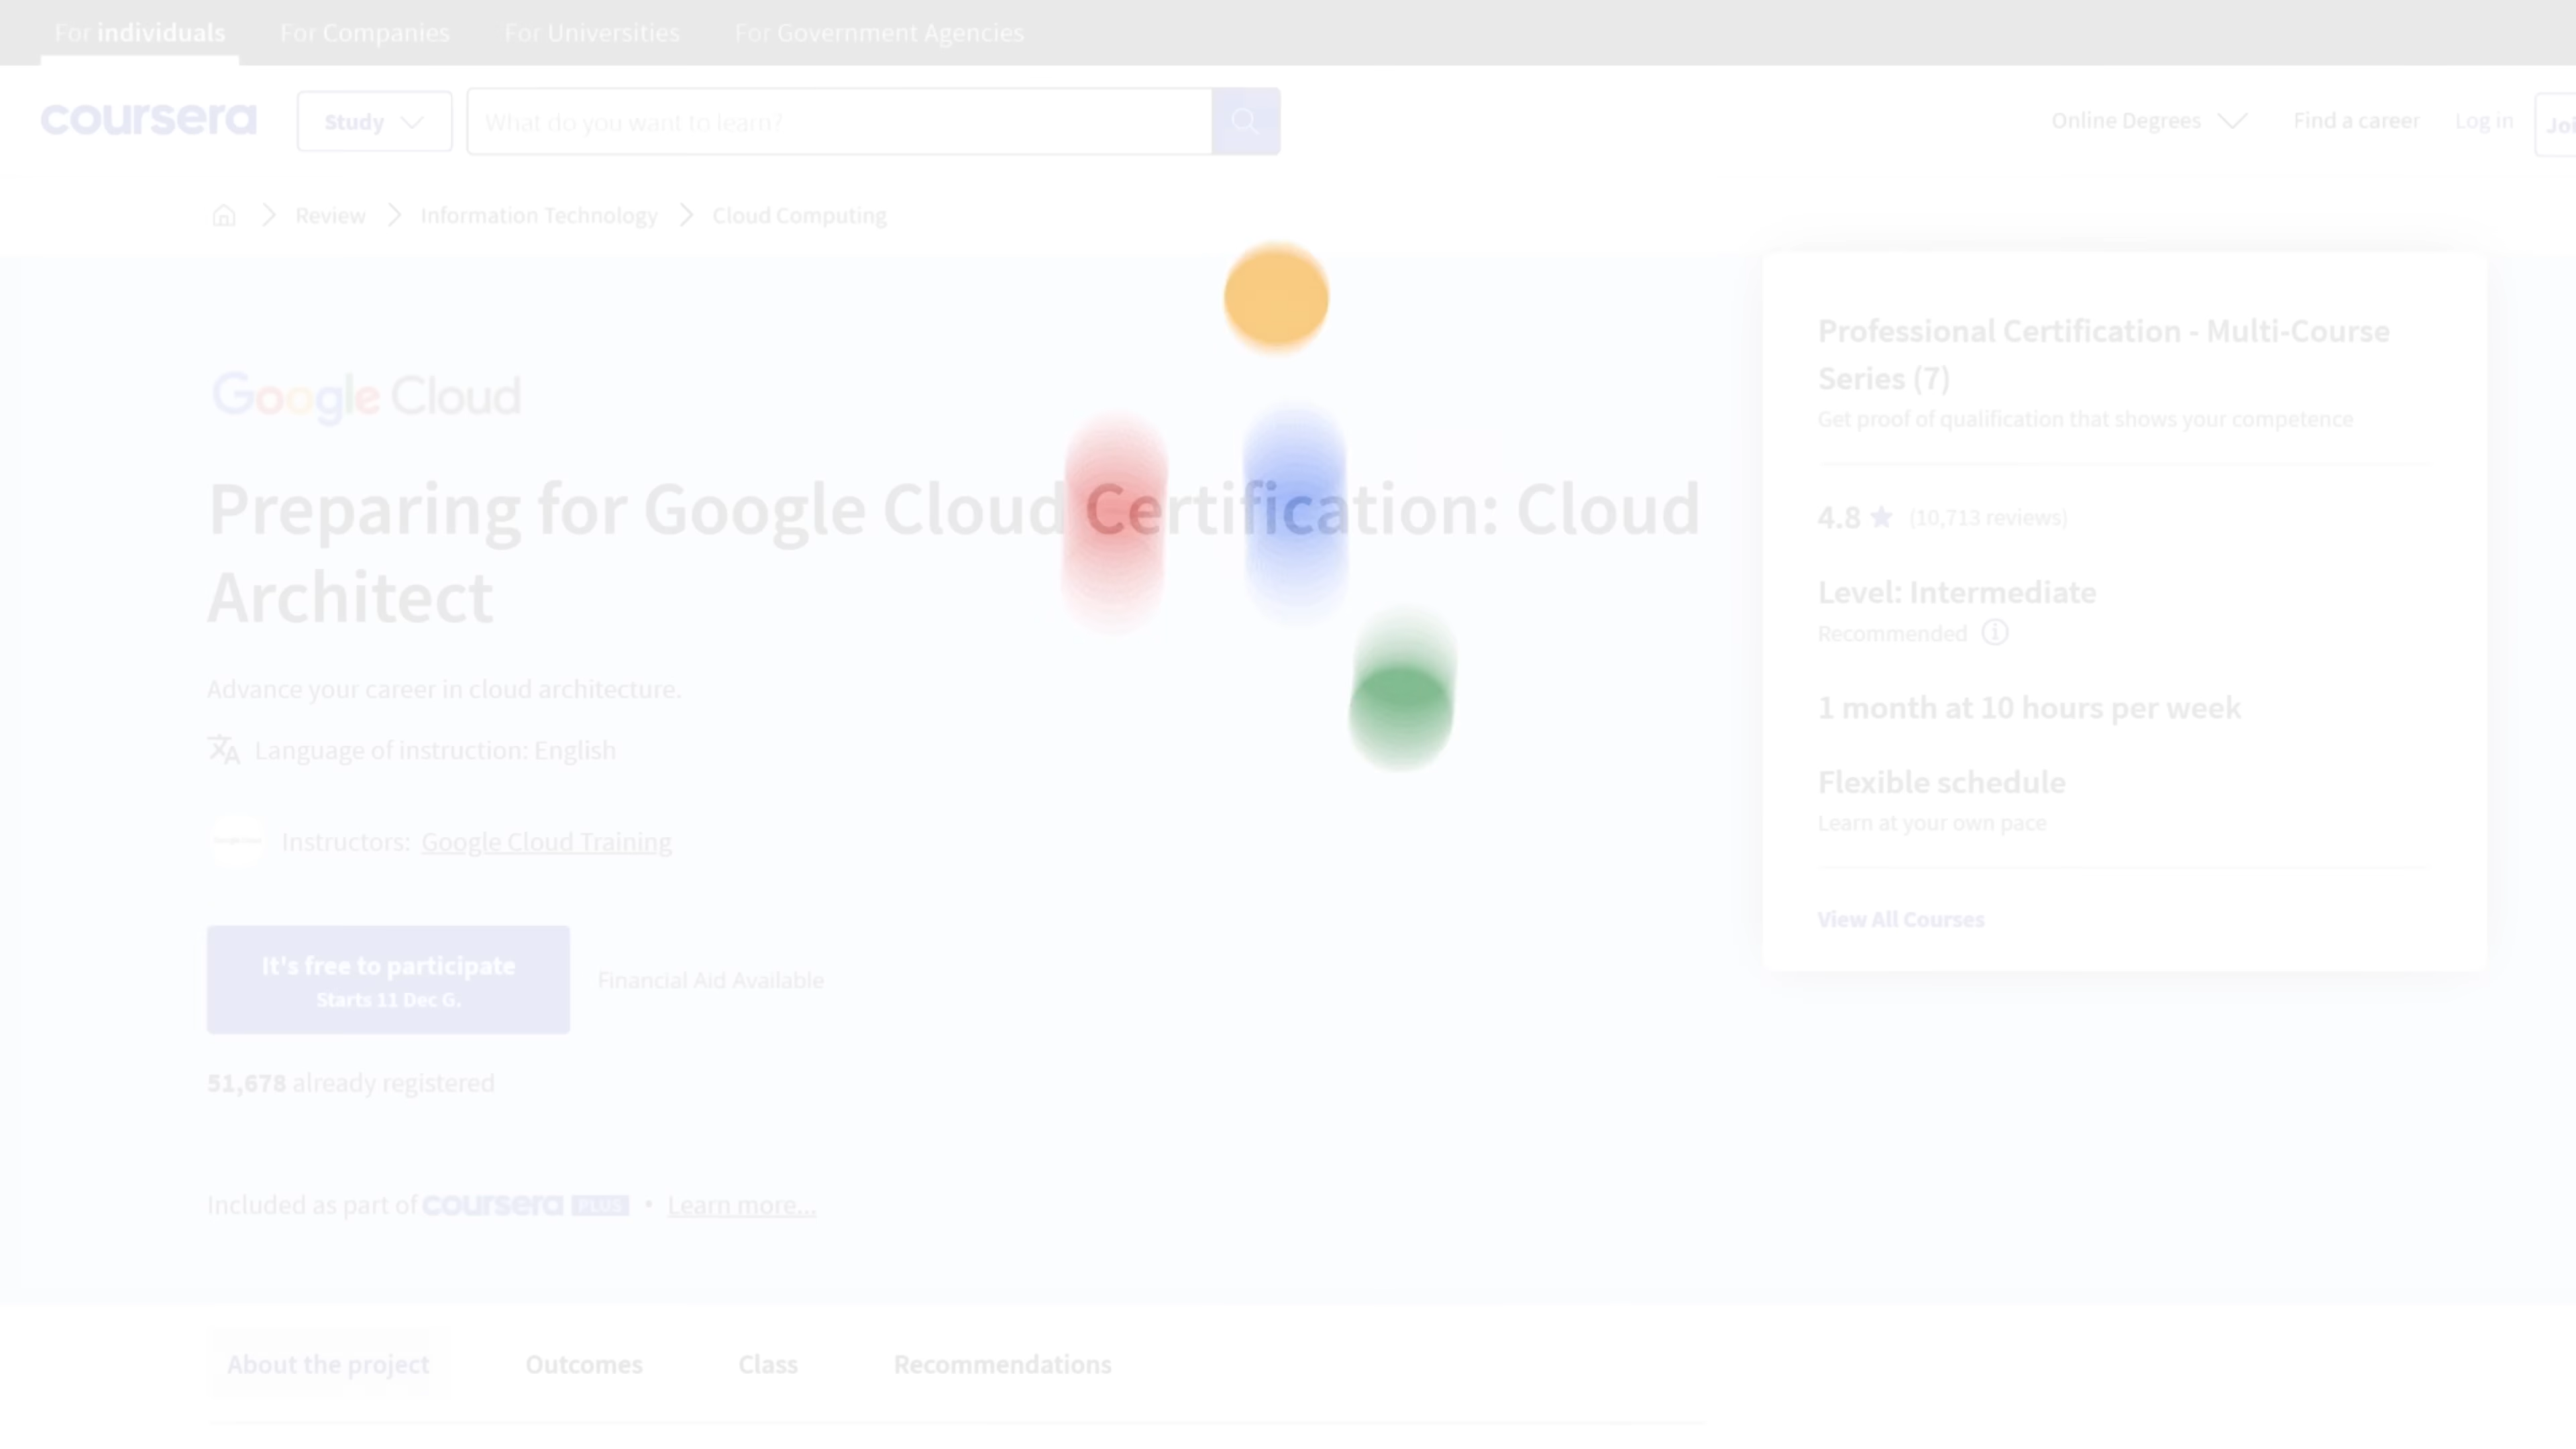 For individuals
For Companies
For Universities
For Government Agencies
coursera
Study
What do you want to learn?
Online Degrees
Find a career
Log in
Joi
Review
Information Technology
Cloud Computing
Google Cloud
Preparing for Google Cloud Certification: Cloud
Architect
Advance your career in cloud architecture.
Language of instruction: English
Instructors: Google Cloud Training
It's free to participate
Starts 11 Dec G.
Financial Aid Available
51,678 already registered
Included as part of coursera PLUS • Learn more...
Professional Certification - Multi-Course
Series (7)
Get proof of qualification that shows your competence
4.8 (10,713 reviews)
Level: Intermediate
Recommended
1 month at 10 hours per week
Flexible schedule
Learn at your own pace
View All Courses
About the project
Outcomes
Class
Recommendations